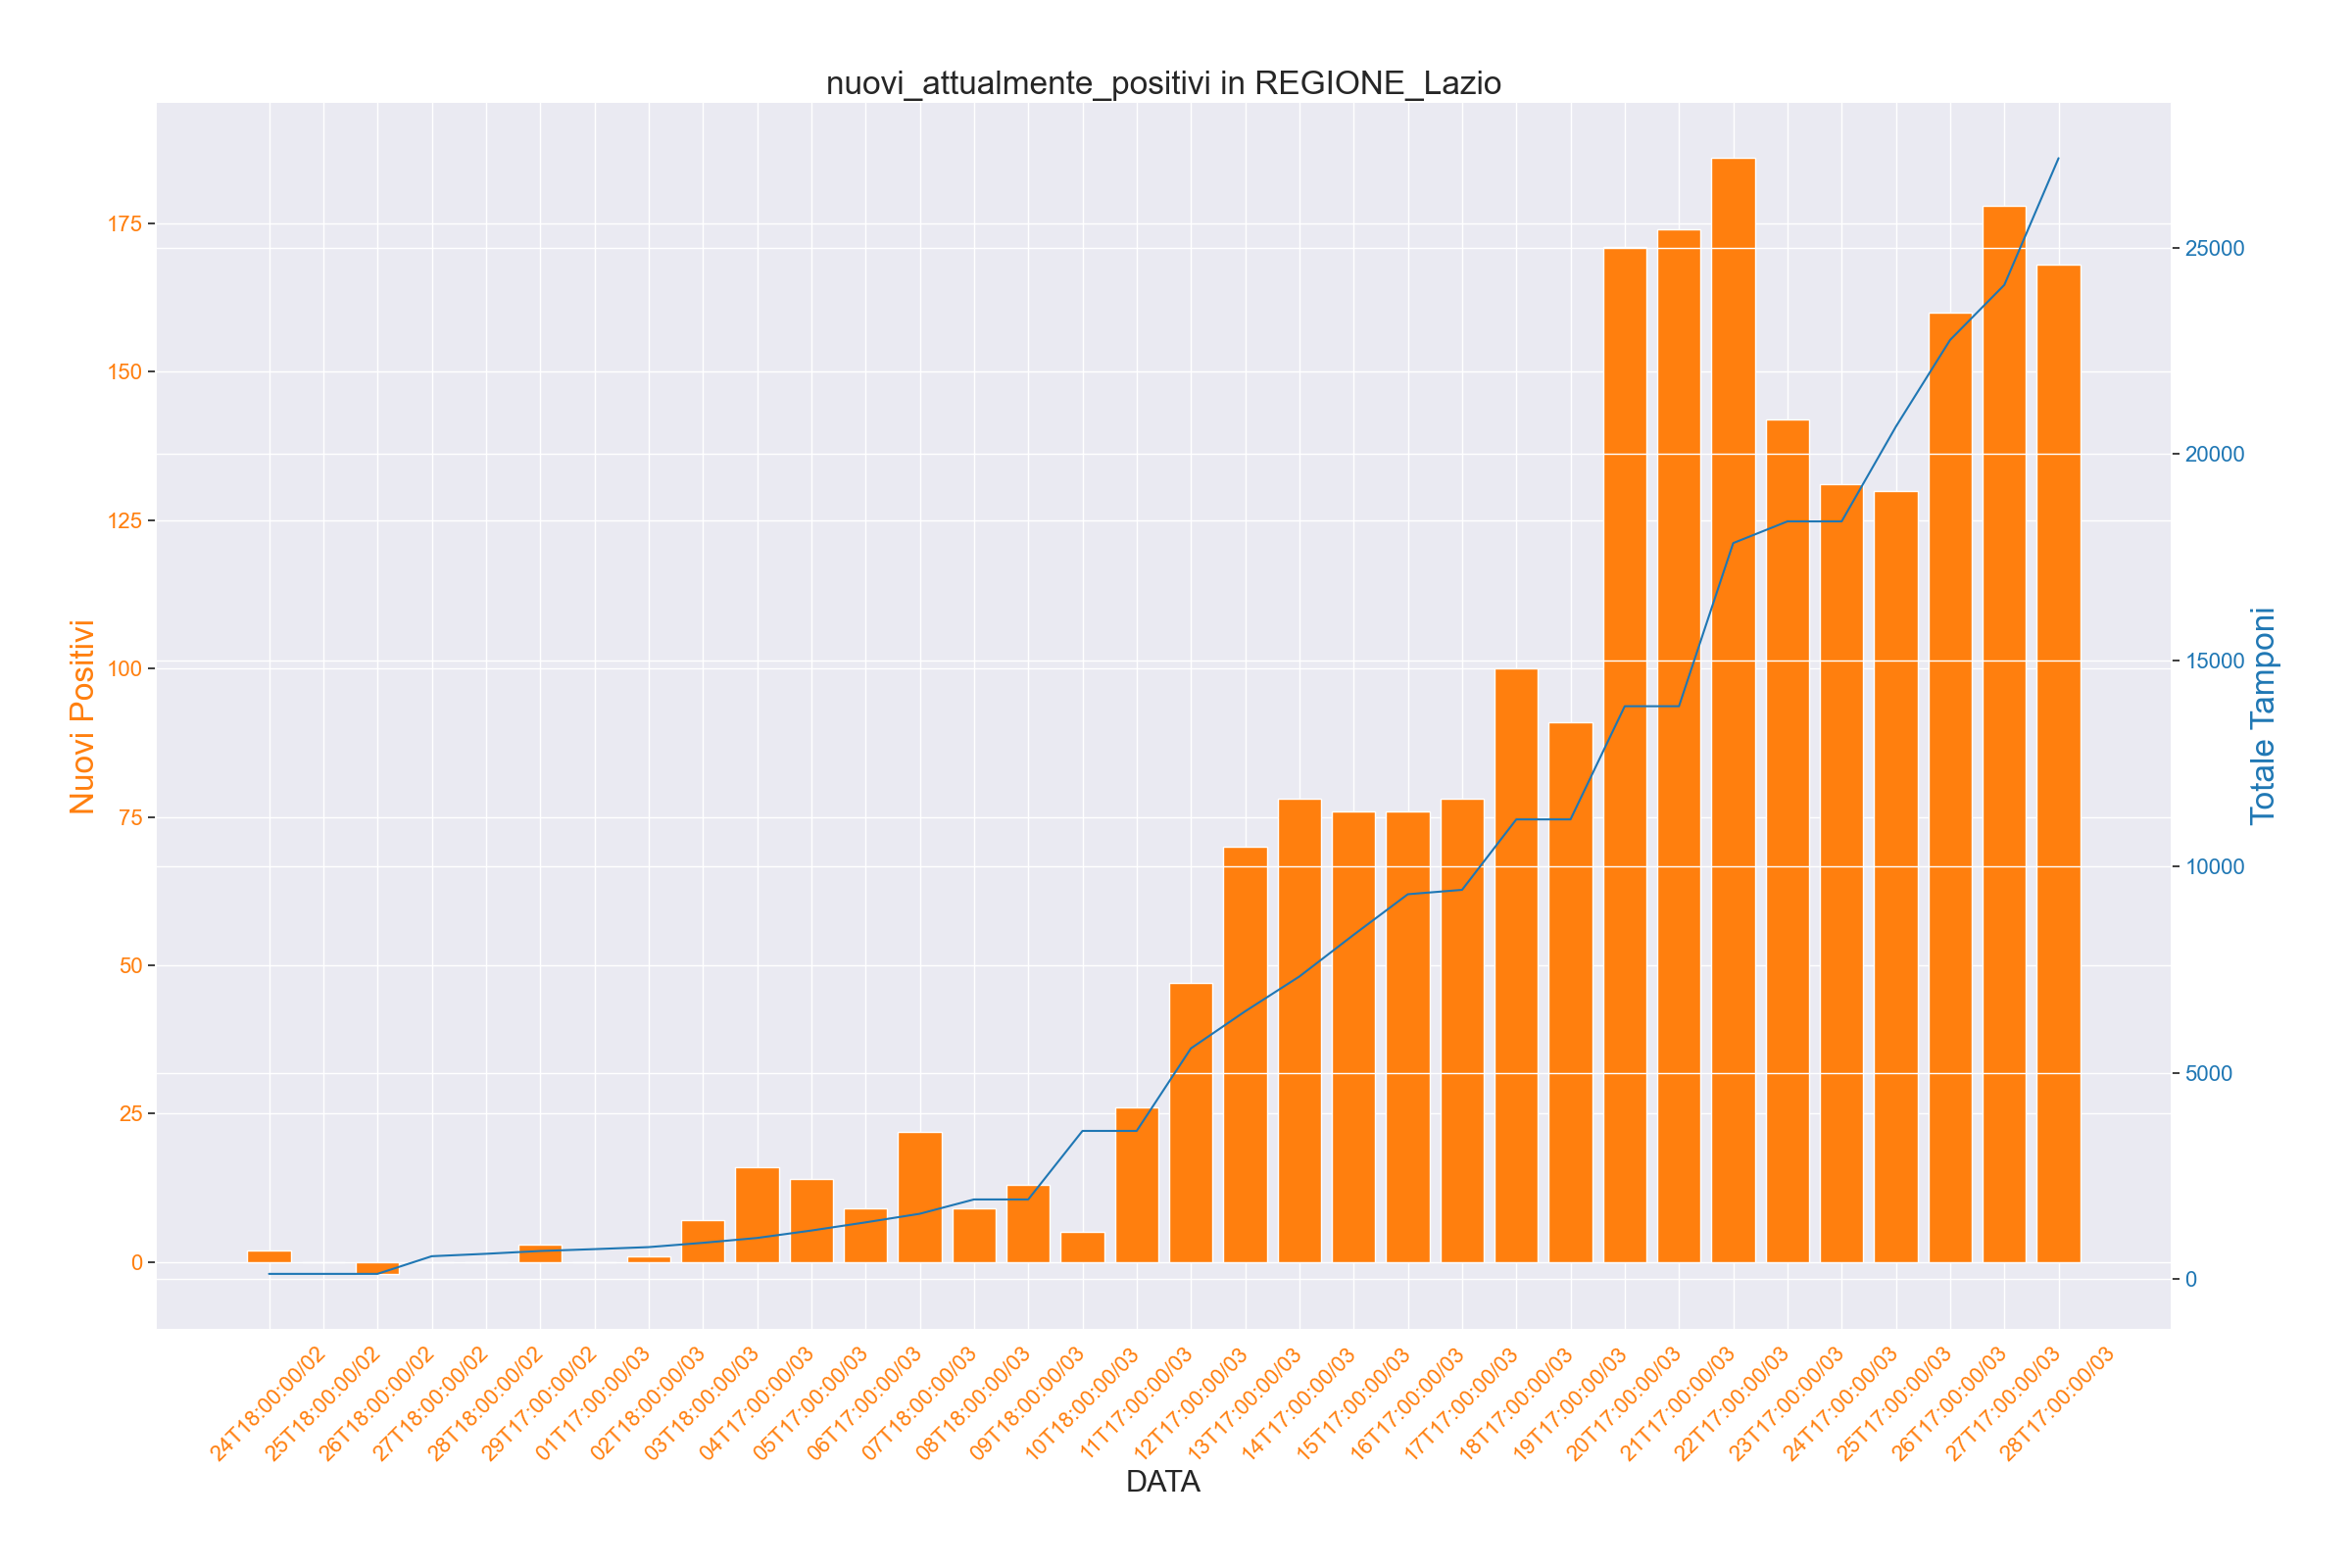 nuovi_attualmente_positivi in REGIONE_Lazio
Nuovi Positivi
175
150
125
100
75
50
25
0
25000
20000
15000
10000
5000
0
Totale Tamponi
24T18:00:00/02
25T18:00:00/02
26T18:00:00/02
27T18:00:00/02
28T18:00:00/02
29T17:00:00/02
01T17:00:00/03
02T18:00:00/03
03T18:00:00/03
04T17:00:00/03
05T17:00:00/03
06T17:00:00/03
07T18:00:00/03
08T18:00:00/03
09T18:00:00/03
10T18:00:00/03
11T17:00:00/03
12T17:00:00/03
13T17:00:00/03
14T17:00:00/03
15T17:00:00/03
16T17:00:00/03
17T17:00:00/03
18T17:00:00/03
19T17:00:00/03
20T17:00:00/03
21T17:00:00/03
22T17:00:00/03
23T17:00:00/03
24T17:00:00/03
25T17:00:00/03
26T17:00:00/03
27T17:00:00/03
28T17:00:00/03
DATA